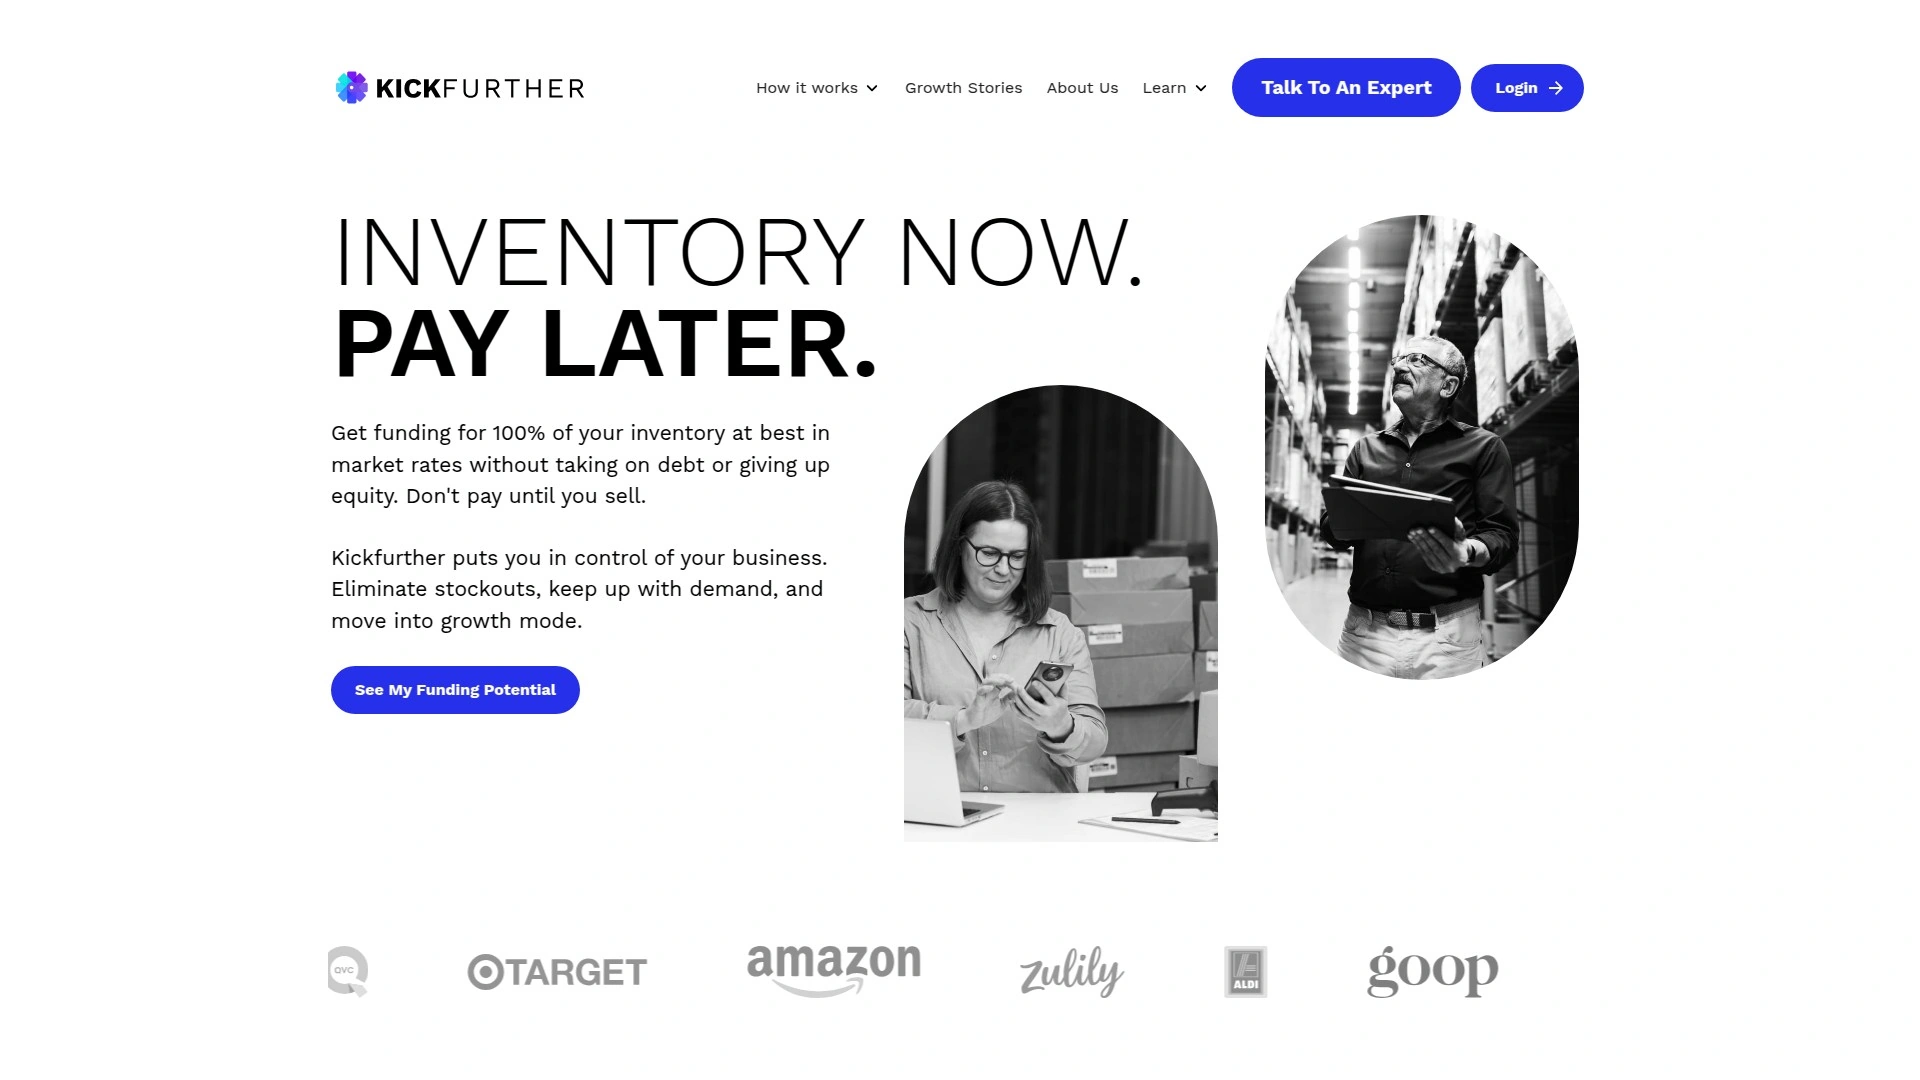 KICKFURTHER
How it works
Growth Stories
About Us
Learn
Talk To An Expert
Login
INVENTORY NOW.
PAY LATER.
Get funding for 100% of your inventory at best in
market rates without taking on debt or giving up
equity. Don't pay until you sell.
Kickfurther puts you in control of your business.
Eliminate stockouts, keep up with demand, and
move into growth mode.
See My Funding Potential
QVC
TARGET
amazon
zulily
ALDI
goop